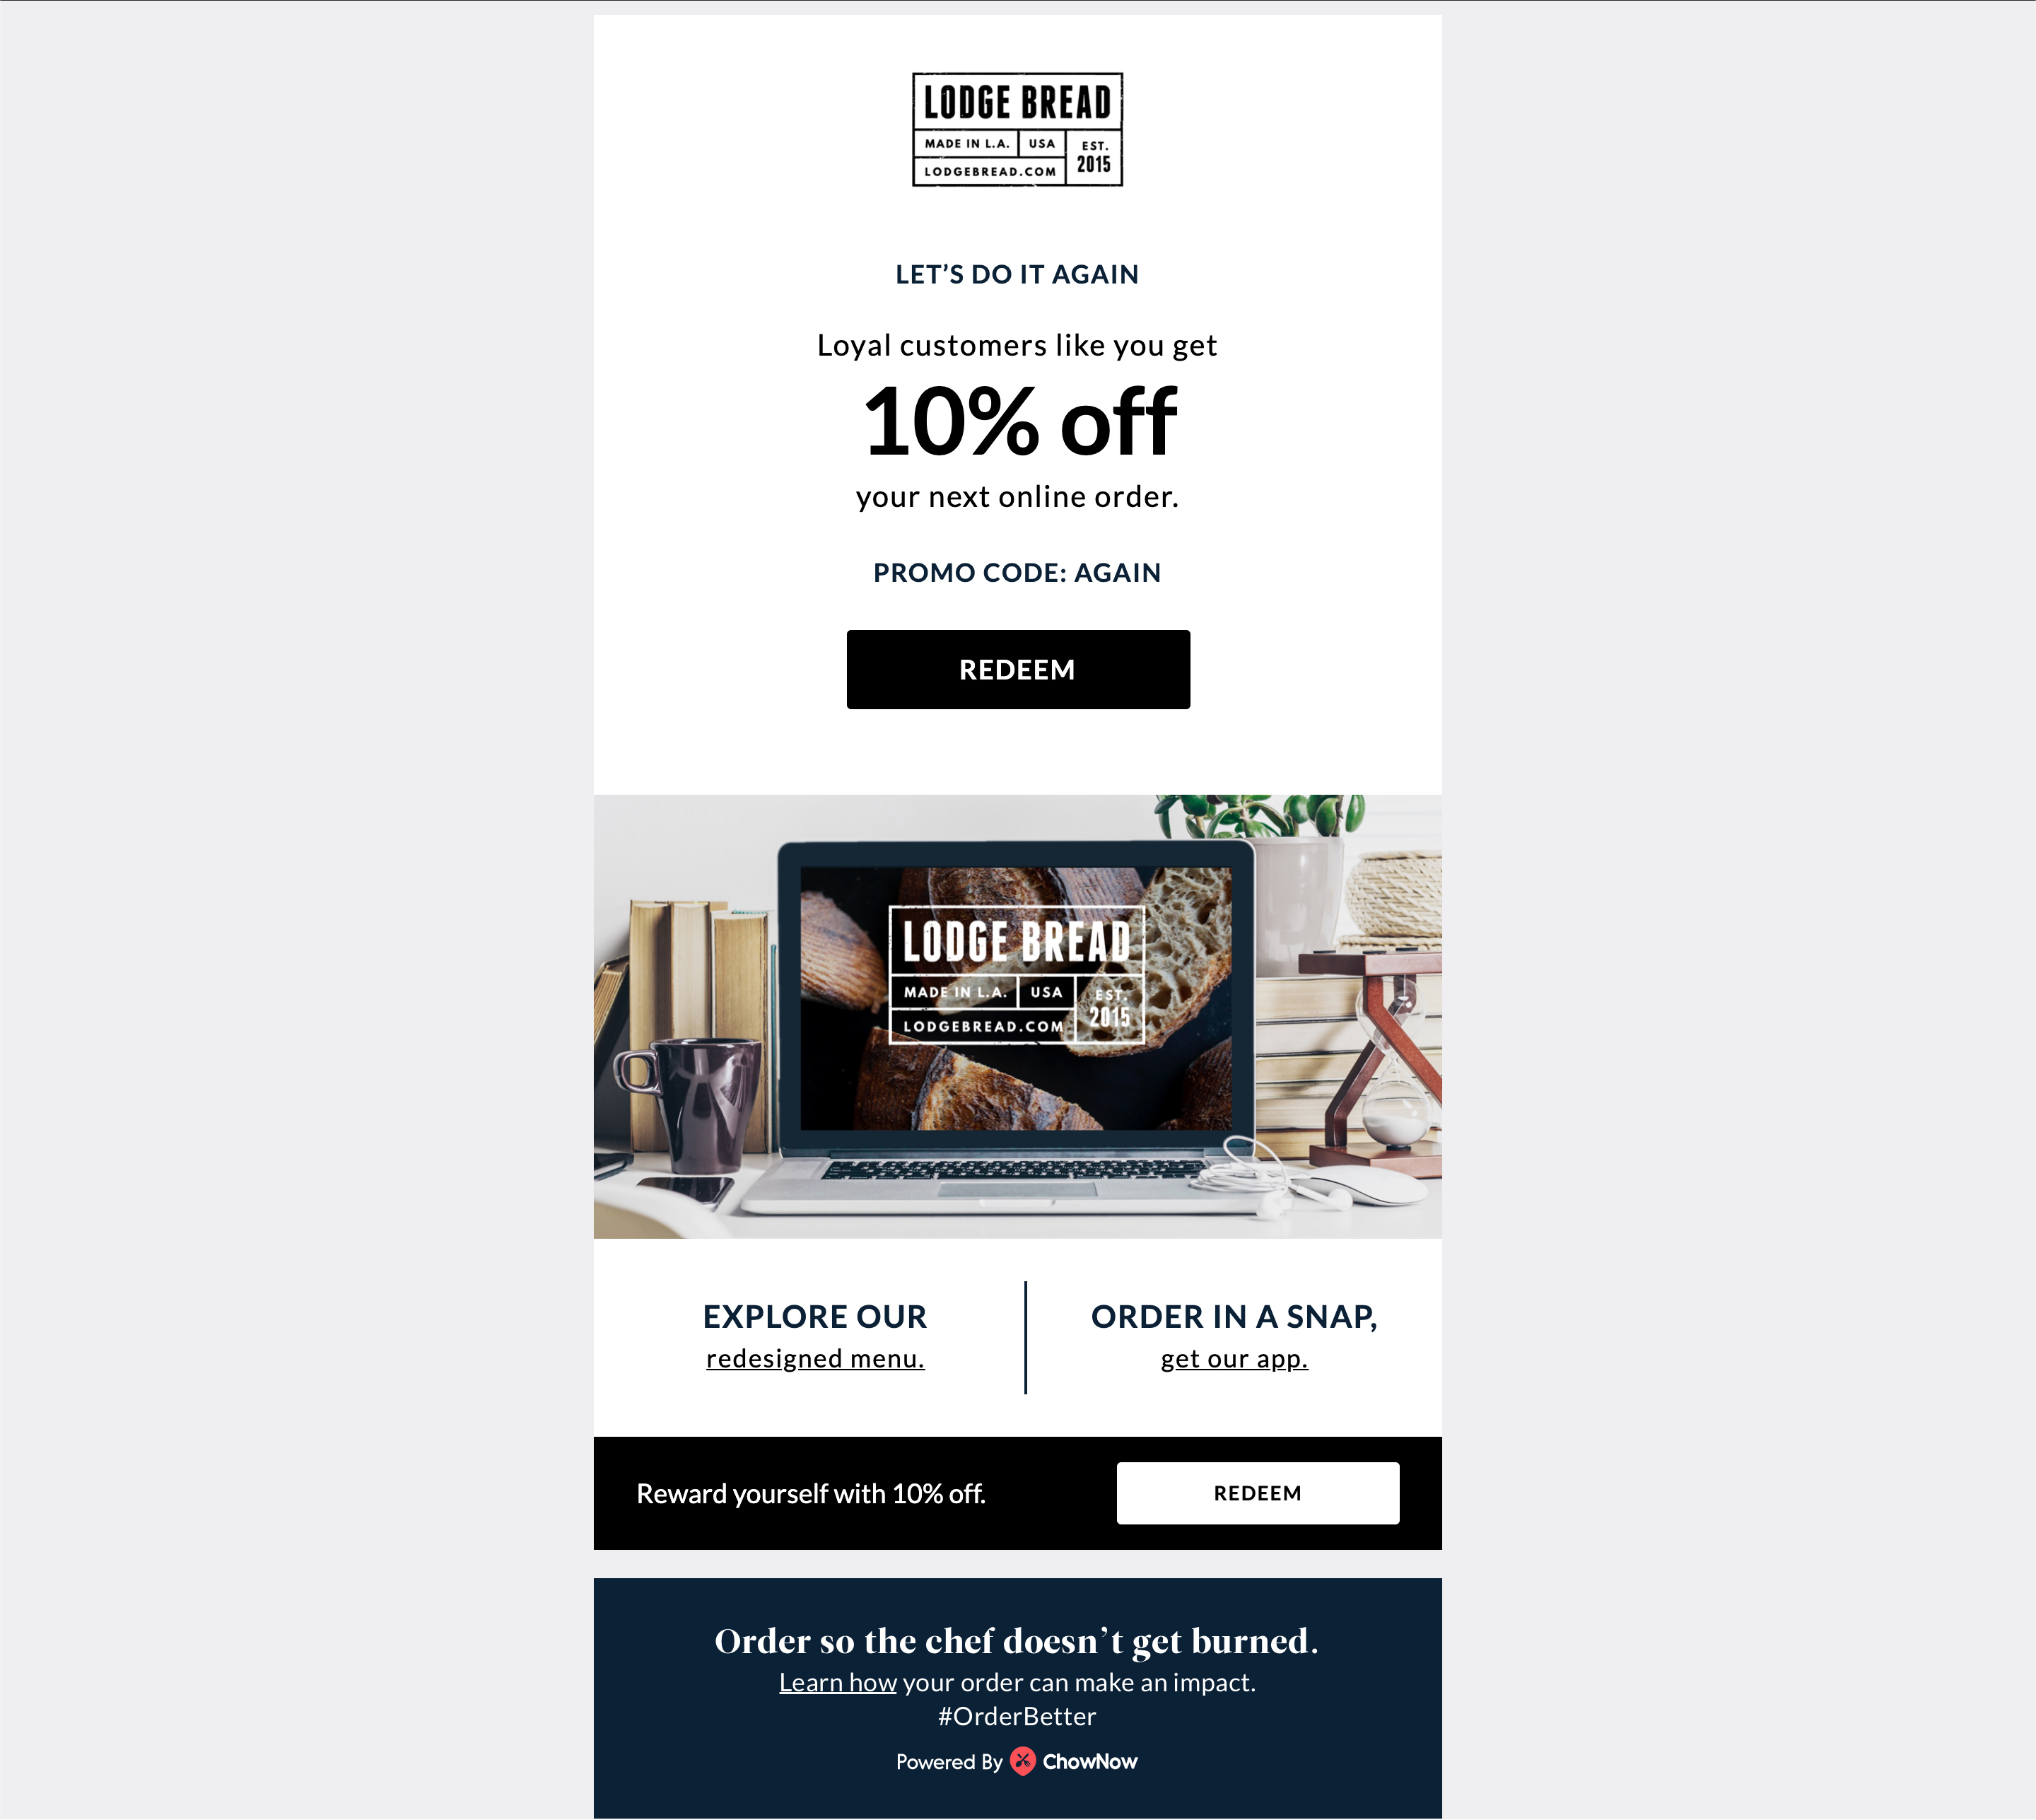 LODGE BREAD
MADE IN L.A. USA EST.
2015
LODGEBREAD.COM
LET’S DO IT AGAIN
Loyal customers like you get
10% off
your next online order.
PROMO CODE: AGAIN
REDEEM
LODGE BREAD
MADE IN L.A. USA EST.
2015
LODGEBREAD.COM
EXPLORE OUR
redesigned menu.
ORDER IN A SNAP,
get our app.
Reward yourself with 10% off.
REDEEM
Order so the chef doesn’t get burned.
Learn how your order can make an impact.
#OrderBetter
Powered By ChowNow